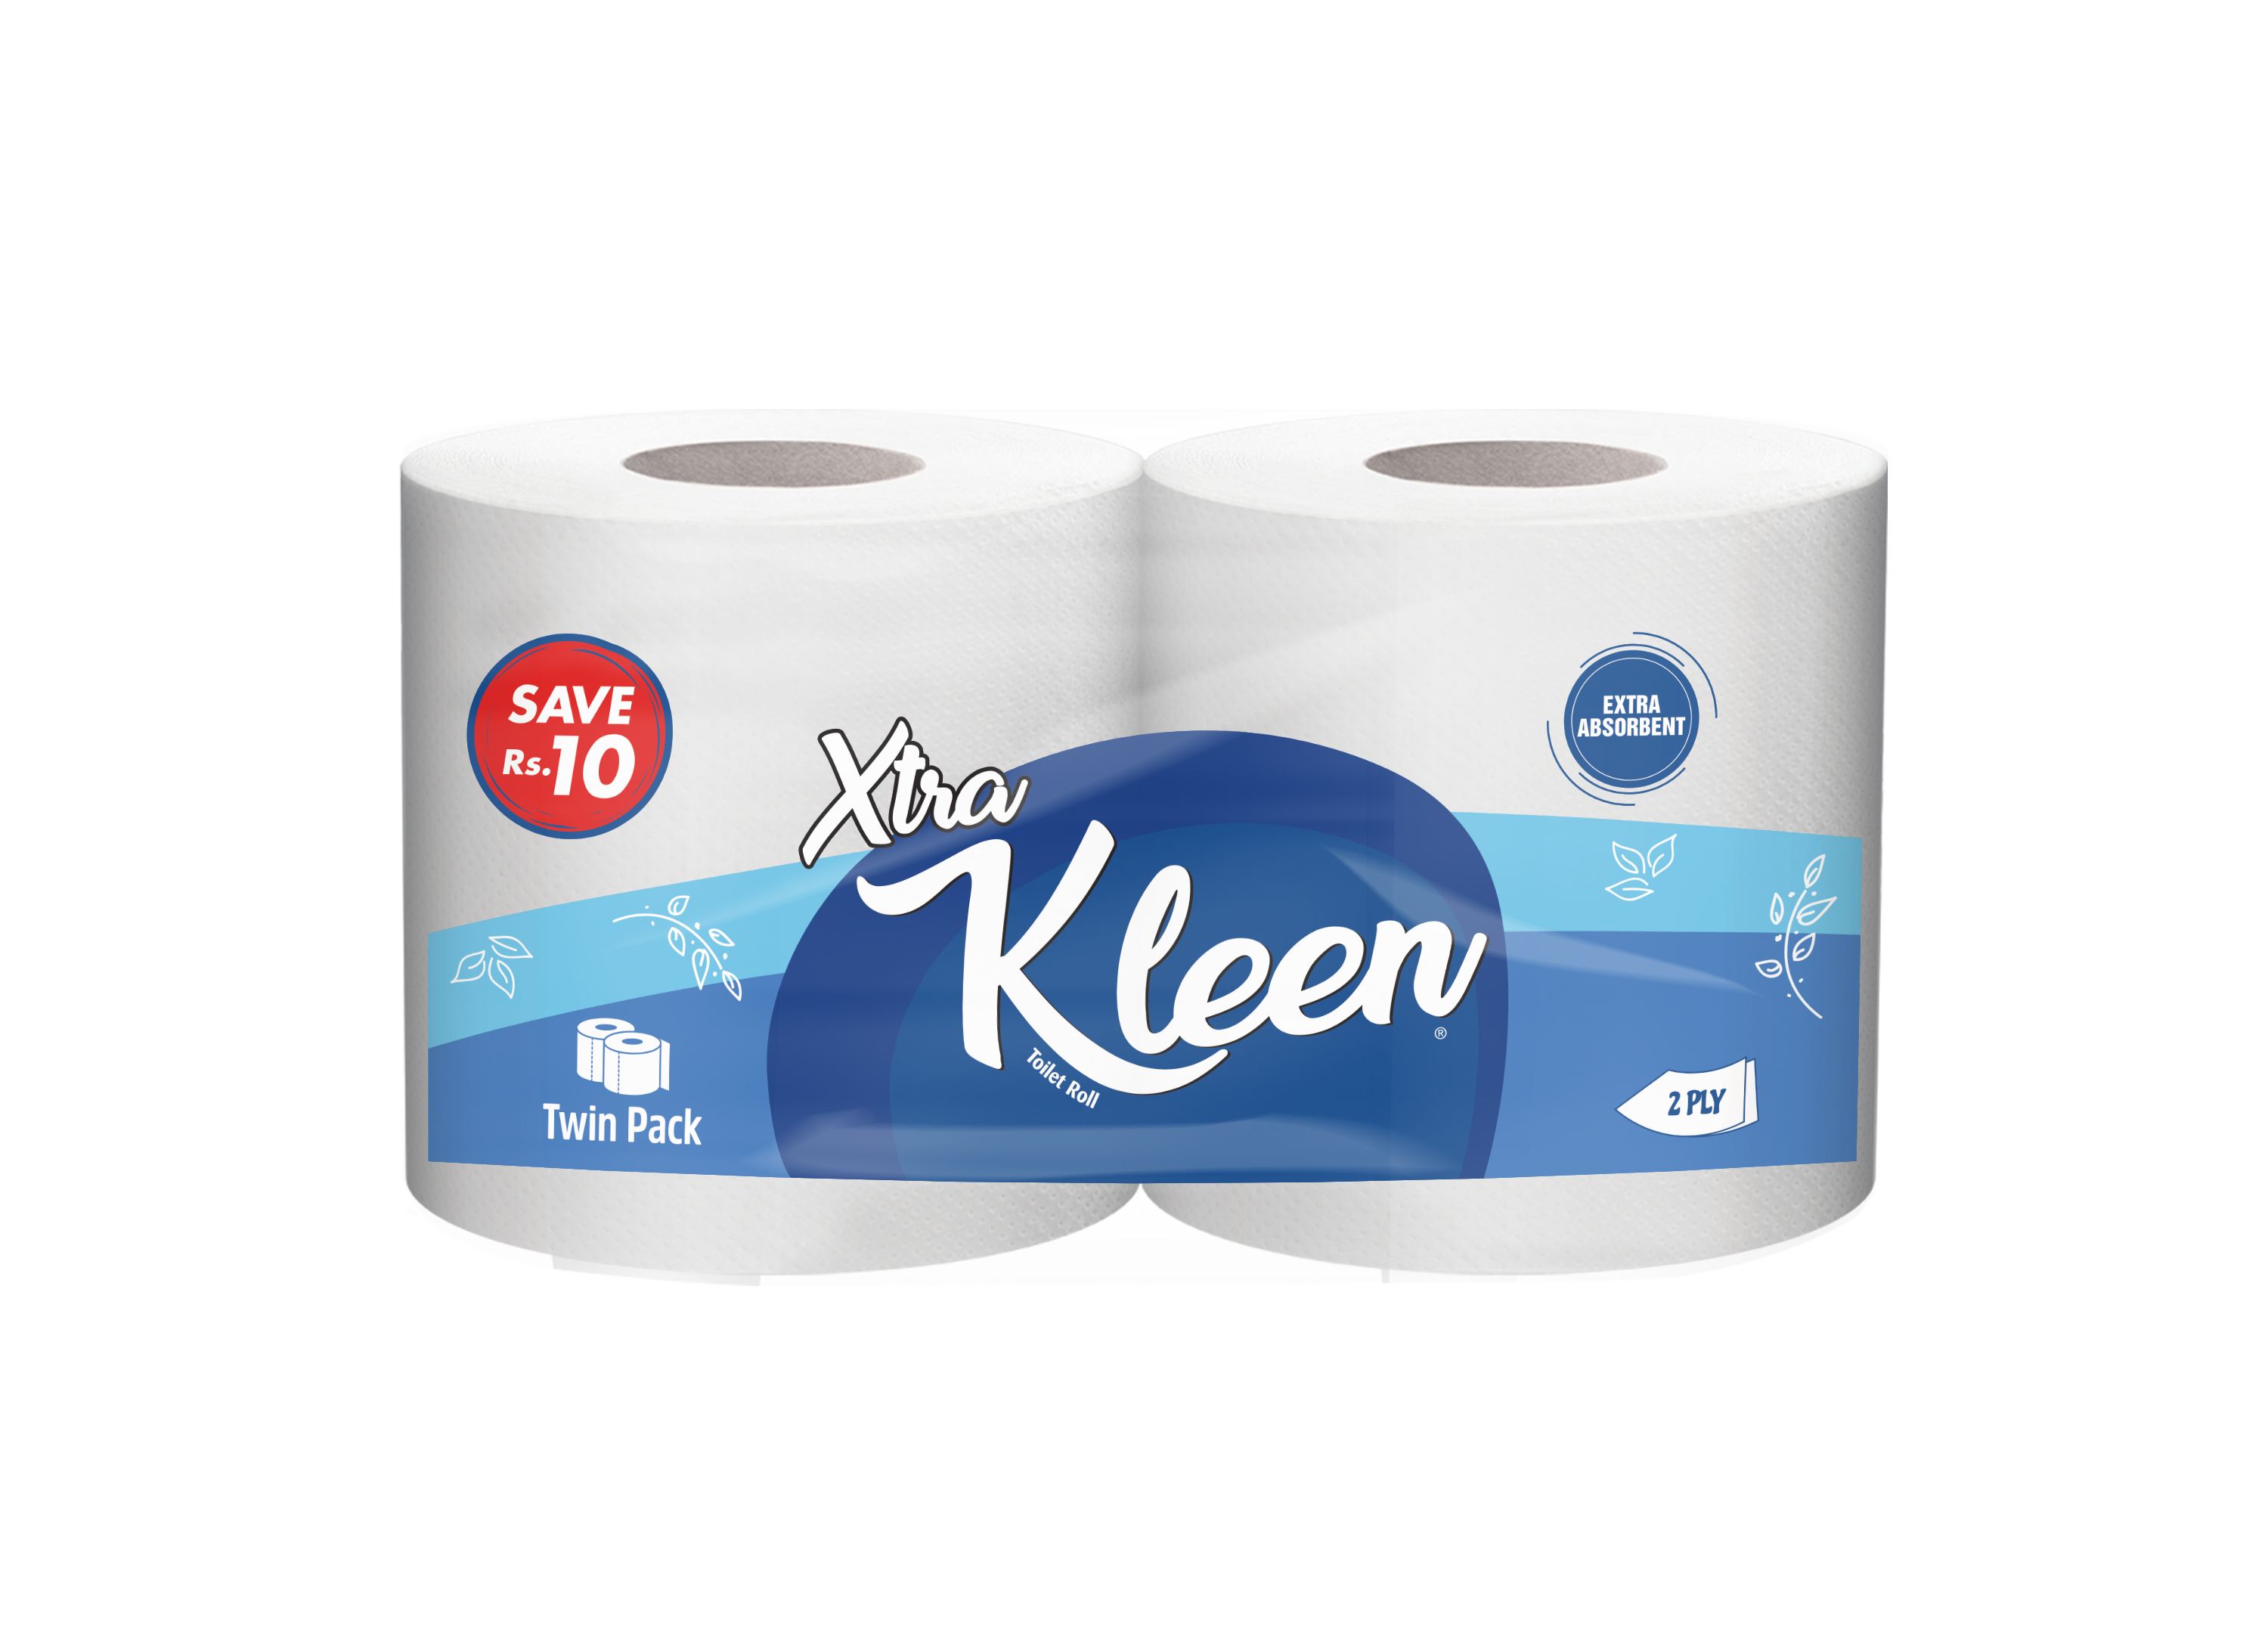 SAVE
Rs.10
EXTRA
ABSORBENT
Xtra
Kleen
®
Toilet Roll
Twin Pack
2 PLY